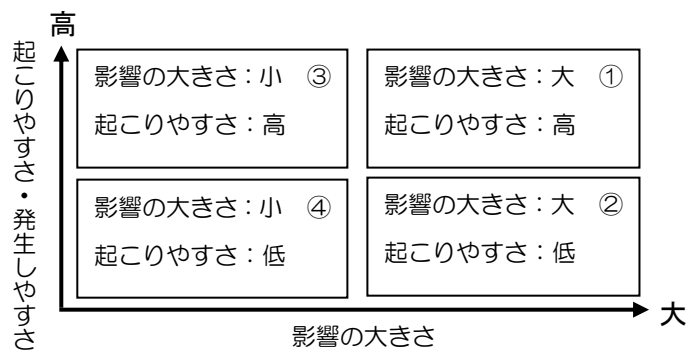 高
起こりやすさ・発生しやすさ
影響の大きさ：小　③
起こりやすさ：高
影響の大きさ：大　①
起こりやすさ：高
影響の大きさ：小　④
起こりやすさ：低
影響の大きさ：大　②
起こりやすさ：低
大
影響の大きさ